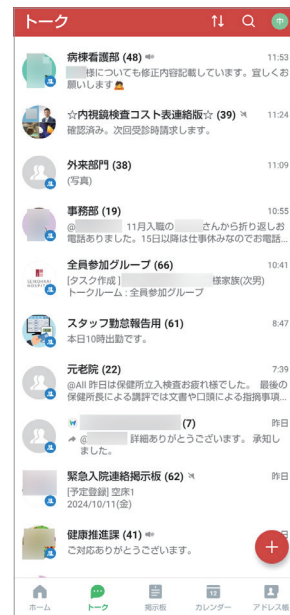 トーク
中
病棟看護部 (48)
11:53
様についても修正内容記載しています。宜しくお
願いします
☆内視鏡検査コスト表連絡版☆ (39)
11:24
確認済み。次回受診時請求します。
外来部門 (38)
11:09
(写真)
事務部 (19)
10:55
@ 11月入職の さんから折り返しお
電話ありました。15日以降は仕事休みなのでお電話...
全員参加グループ (66)
10:41
[タスク作成] 様家族(次男)
トークルーム : 全員参加グループ
スタッフ勤怠報告用 (61)
8:47
本日10時出勤です。
元老院 (22)
7:39
@All 昨日は保健所立入検査お疲れ様でした。 最後の
保健所長による講評では文書や口頭による指摘事項...
(7)
昨日
@ 詳細ありがとうございます。 承知し
ました。
緊急入院連絡掲示板 (62)
昨日
[予定登録] 空床1
2024/10/11(金)
健康推進課 (41)
ご対応ありがとうございます。
+
ホーム
トーク
掲示板
12
カレンダー
アドレス帳